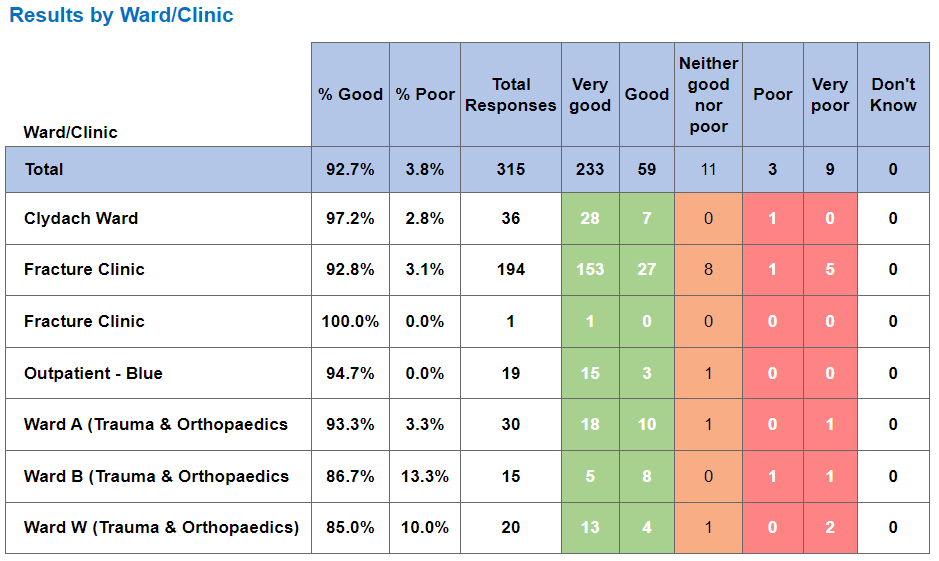 Results by Ward/Clinic
Ward/Clinic % Good % Poor Total Responses Very good Good Neither good nor poor Poor Very poor Don't Know
Total 92.7% 3.8% 315 233 59 11 3 9 0
Clydach Ward 97.2% 2.8% 36 28 7 0 1 0 0
Fracture Clinic 92.8% 3.1% 194 153 27 8 1 5 0
Fracture Clinic 100.0% 0.0% 1 1 0 0 0 0 0
Outpatient - Blue 94.7% 0.0% 19 15 3 1 0 0 0
Ward A (Trauma & Orthopaedics 93.3% 3.3% 30 18 10 1 0 1 0
Ward B (Trauma & Orthopaedics 86.7% 13.3% 15 5 8 0 1 1 0
Ward W (Trauma & Orthopaedics) 85.0% 10.0% 20 13 4 1 0 2 0